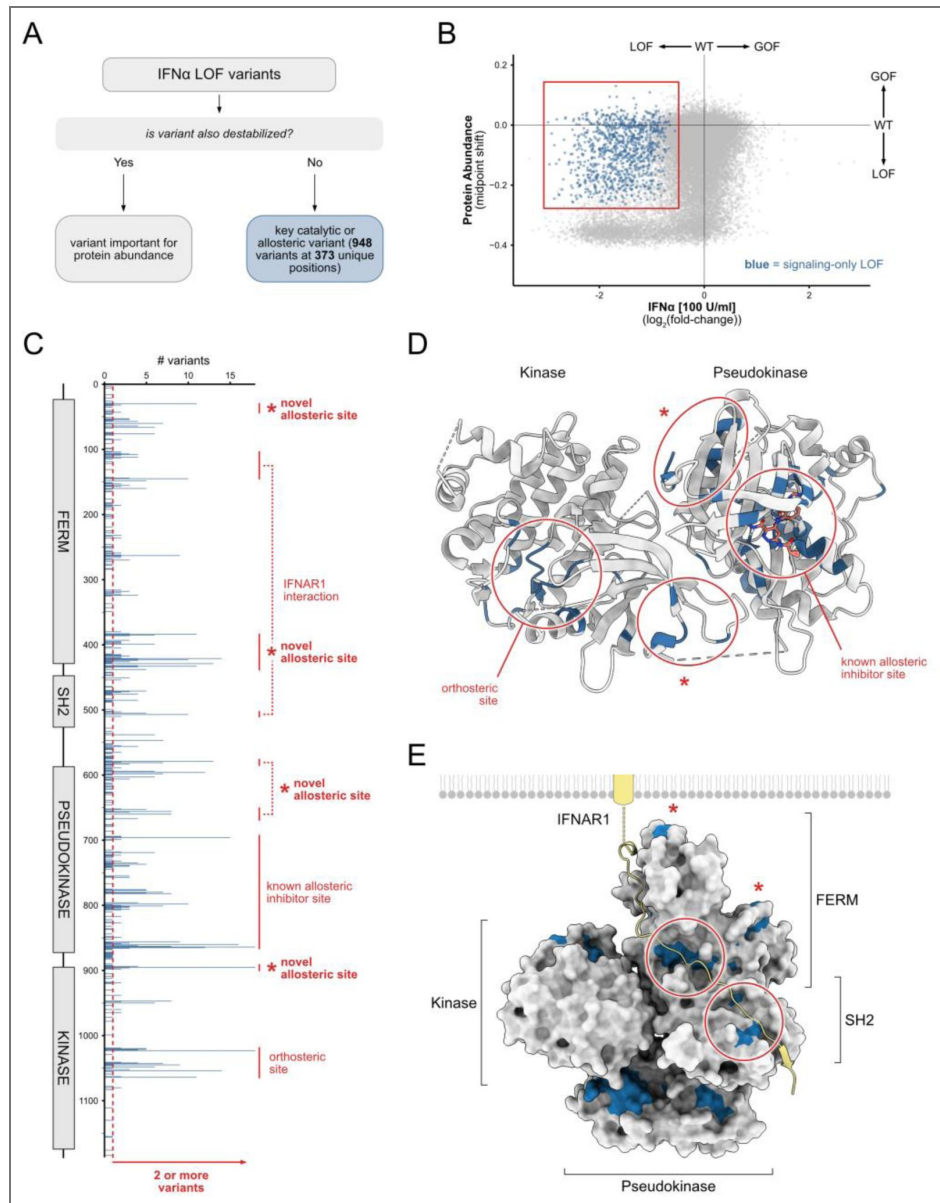 A
IFNα LOF variants
is variant also destabilized?
Yes
No
variant important for
protein abundance
key catalytic or
allosteric variant (948
variants at 373 unique
positions)
B
LOF
WT
GOF
0.2
0.0
−0.2
−0.4
Protein Abundance
(midpoint shift)
GOF
WT
LOF
blue = signaling-only LOF
-2
0
2
IFNα [100 U/ml]
(log2(fold-change))
C
# variants
0
5
10
15
0
100
200
300
400
500
600
700
800
900
1000
1100
FERM
SH2
PSEUDOKINASE
KINASE
* novel
allosteric site
IFNAR1
interaction
* novel
allosteric site
* novel
allosteric site
known allosteric
inhibitor site
* novel
allosteric site
orthosteric
site
2 or more
variants
D
Kinase
Pseudokinase
*
orthosteric
site
*
known allosteric
inhibitor site
E
IFNAR1
*
*
FERM
Kinase
SH2
Pseudokinase